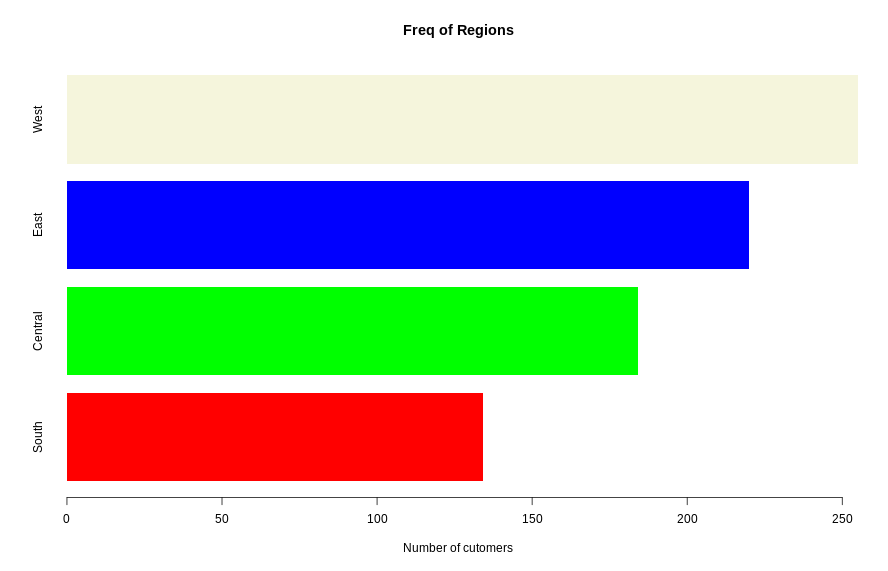 Freq of Regions
West
East
Central
South
0 50 100 150 200 250
Number of cutomers